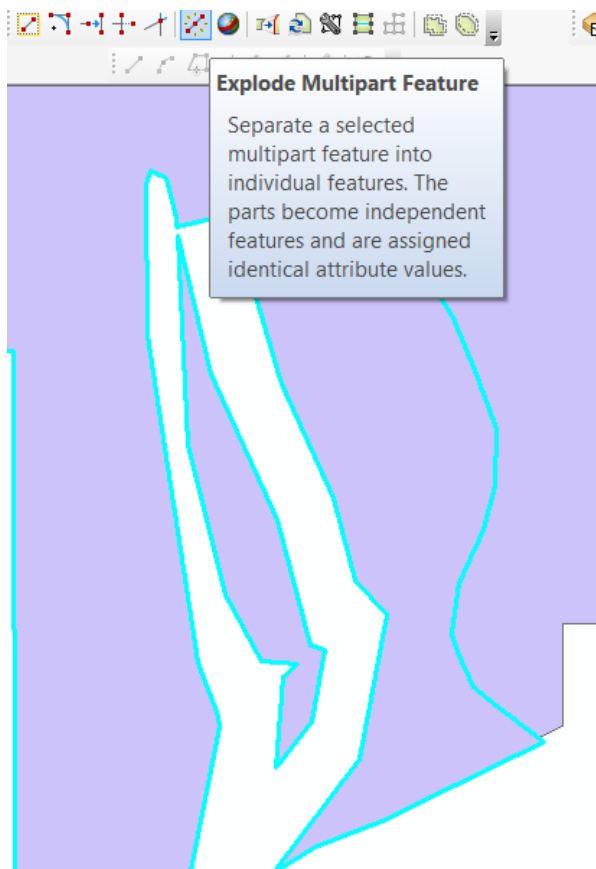 Explode Multipart Feature
Separate a selected
multipart feature into
individual features. The
parts become independent
features and are assigned
identical attribute values.